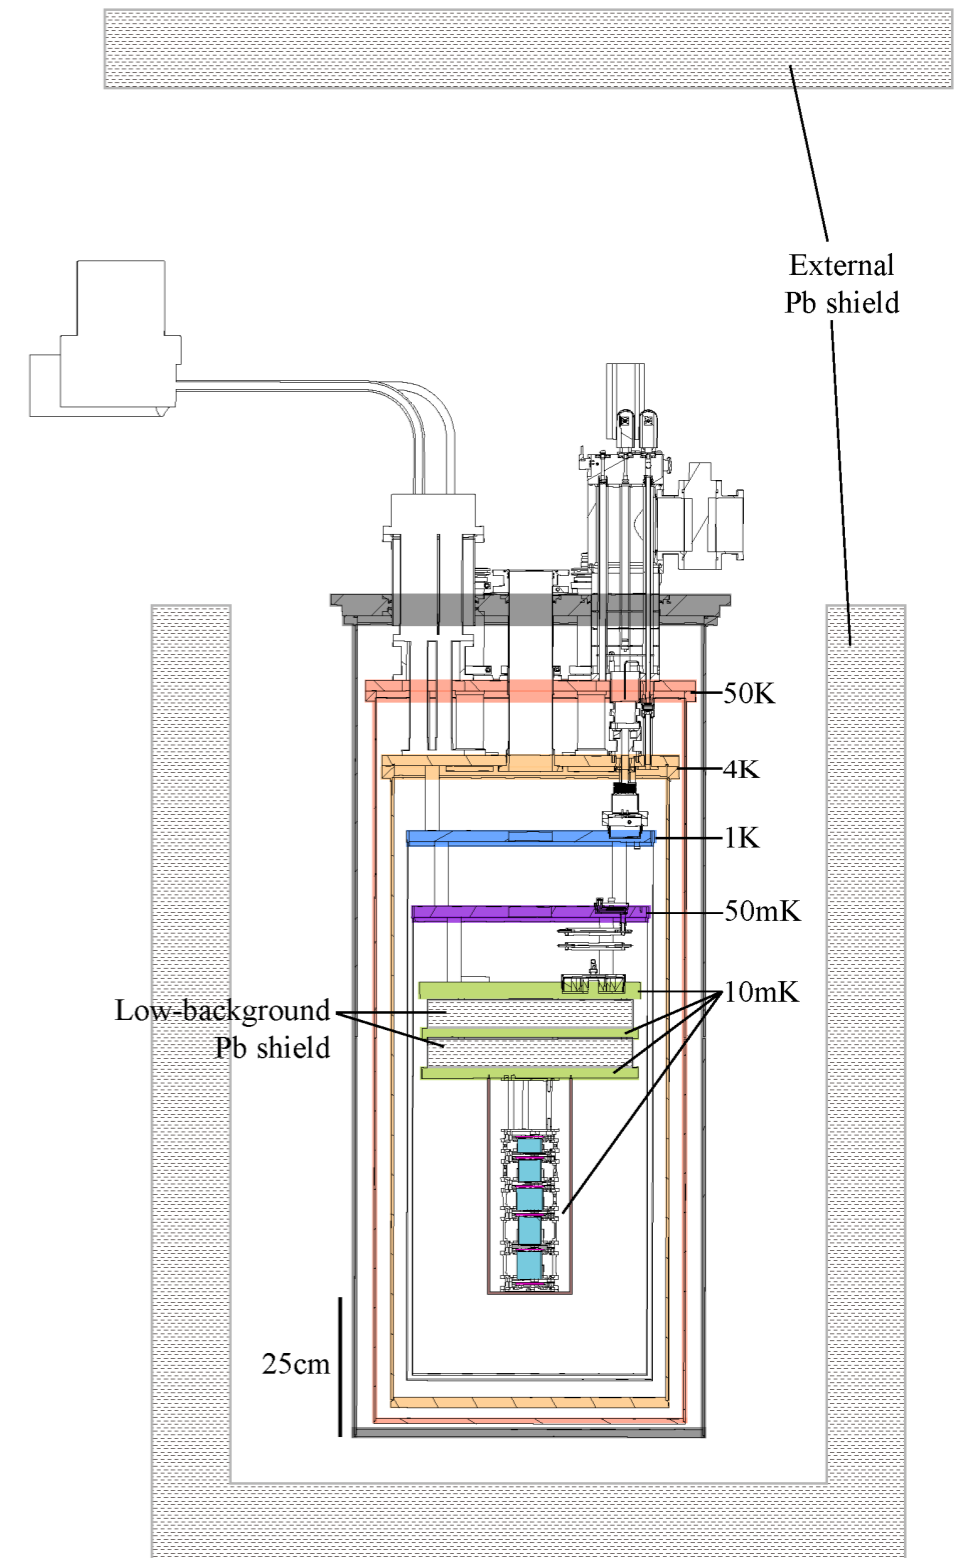 External
Pb shield
50K
4K
1K
50mK
10mK
Low-background
Pb shield
25cm